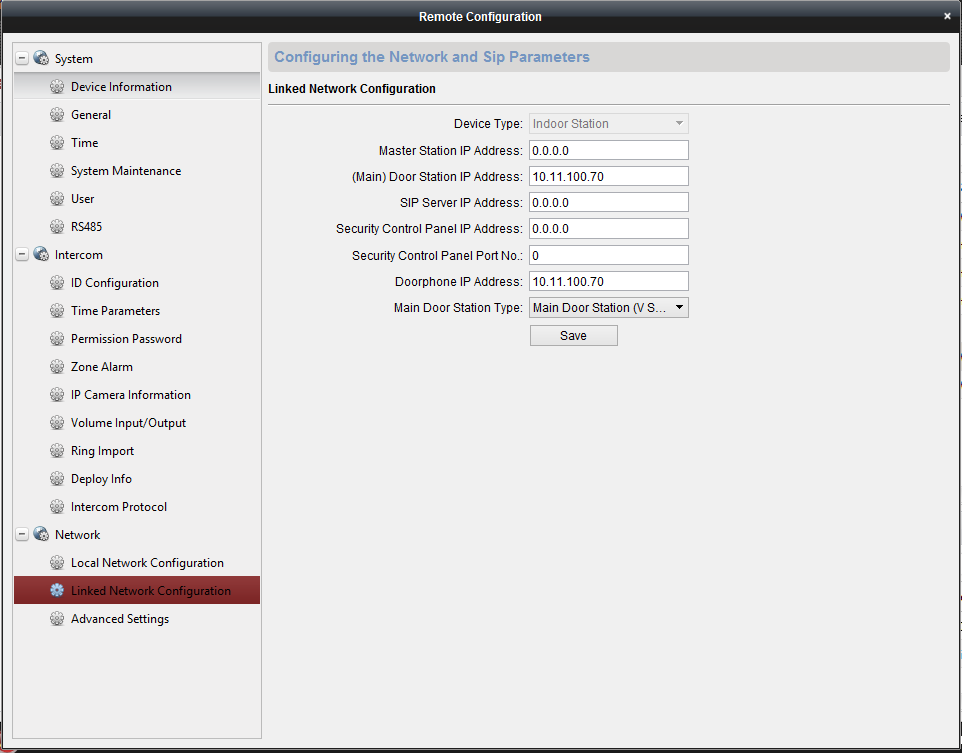 Remote Configuration
System
Device Information
General
Time
System Maintenance
User
RS485
Intercom
ID Configuration
Time Parameters
Permission Password
Zone Alarm
IP Camera Information
Volume Input/Output
Ring Import
Deploy Info
Intercom Protocol
Network
Local Network Configuration
Linked Network Configuration
Advanced Settings
Configuring the Network and Sip Parameters
Linked Network Configuration
Device Type: Indoor Station
Master Station IP Address: 0.0.0.0
(Main) Door Station IP Address: 10.11.100.70
SIP Server IP Address: 0.0.0.0
Security Control Panel IP Address: 0.0.0.0
Security Control Panel Port No.: 0
Doorphone IP Address: 10.11.100.70
Main Door Station Type: Main Door Station (V S...
Save